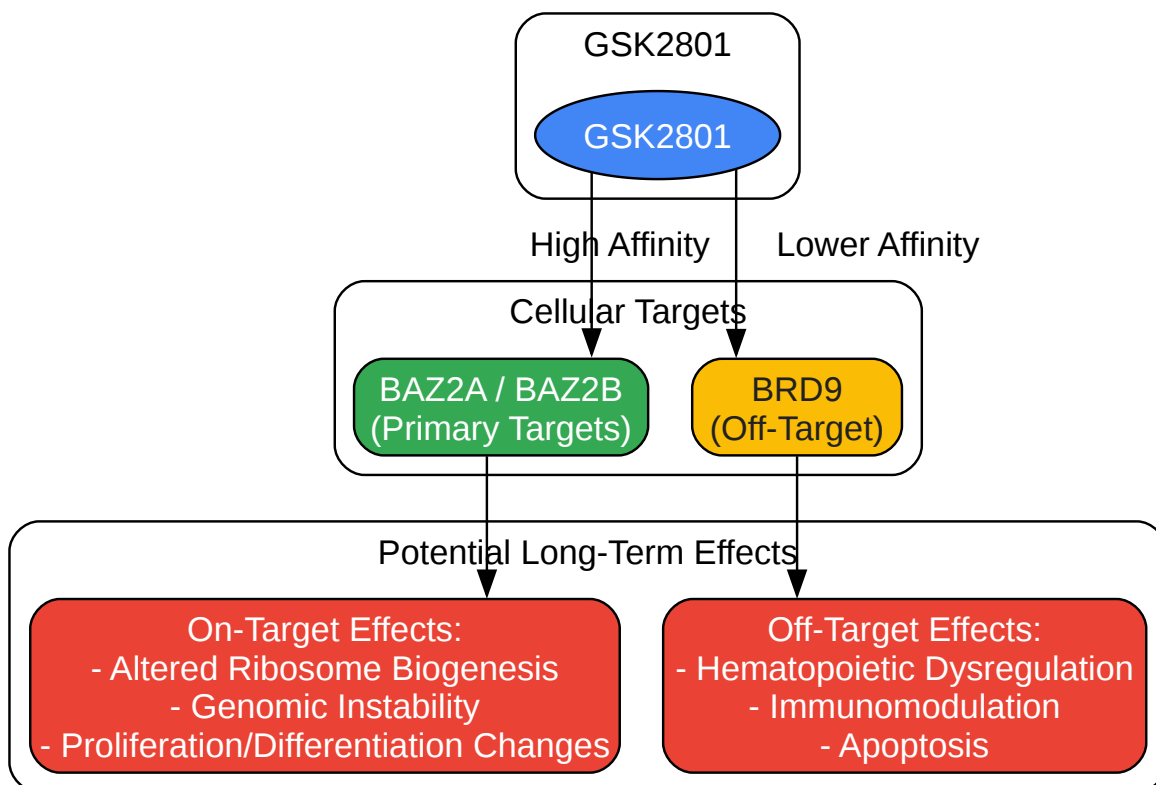 GSK2801
GSK2801
High Affinity
Lower Affinity
Cellular Targets
BAZ2A / BAZ2B
(Primary Targets)
BRD9
(Off-Target)
Potential Long-Term Effects
On-Target Effects:
- Altered Ribosome Biogenesis
- Genomic Instability
- Proliferation/Differentiation Changes
Off-Target Effects:
- Hematopoietic Dysregulation
- Immunomodulation
- Apoptosis